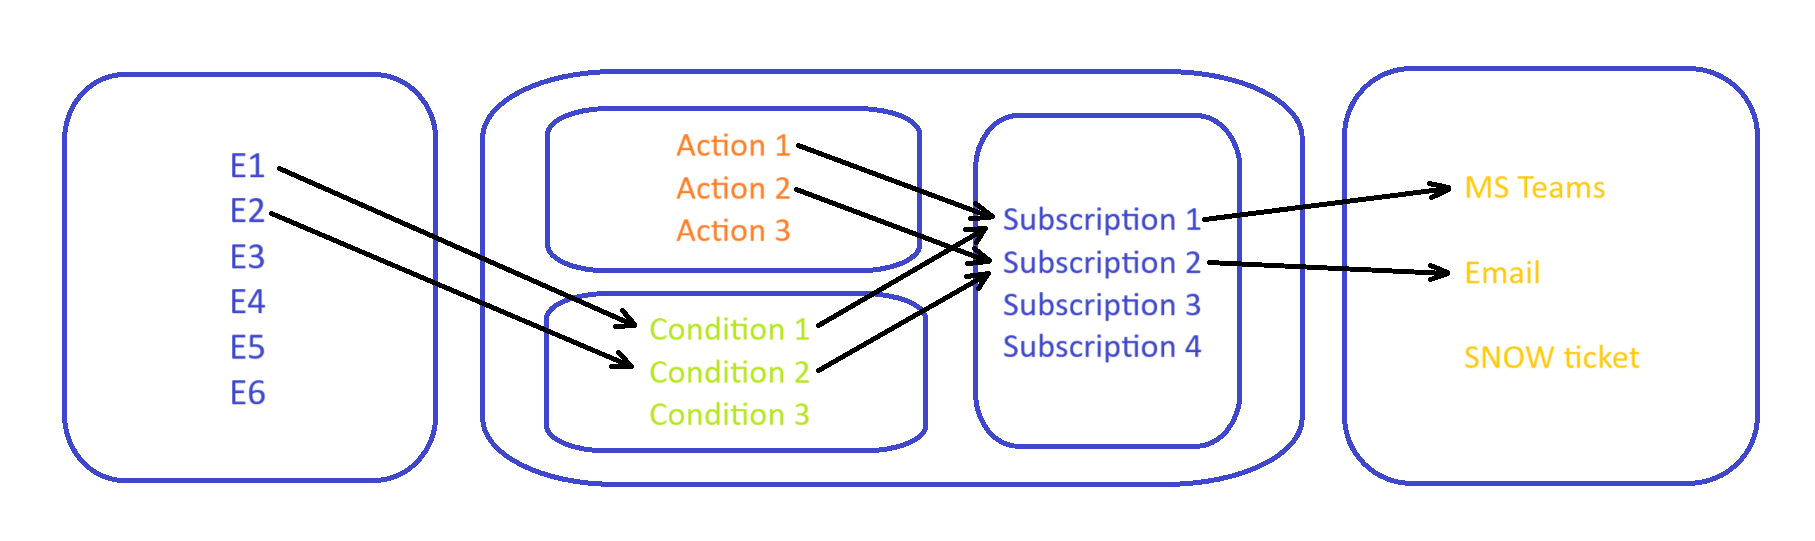 E1
E2
E3
E4
E5
E6
Action 1
Action 2
Action 3
Condition 1
Condition 2
Condition 3
Subscription 1
Subscription 2
Subscription 3
Subscription 4
MS Teams
Email
SNOW ticket